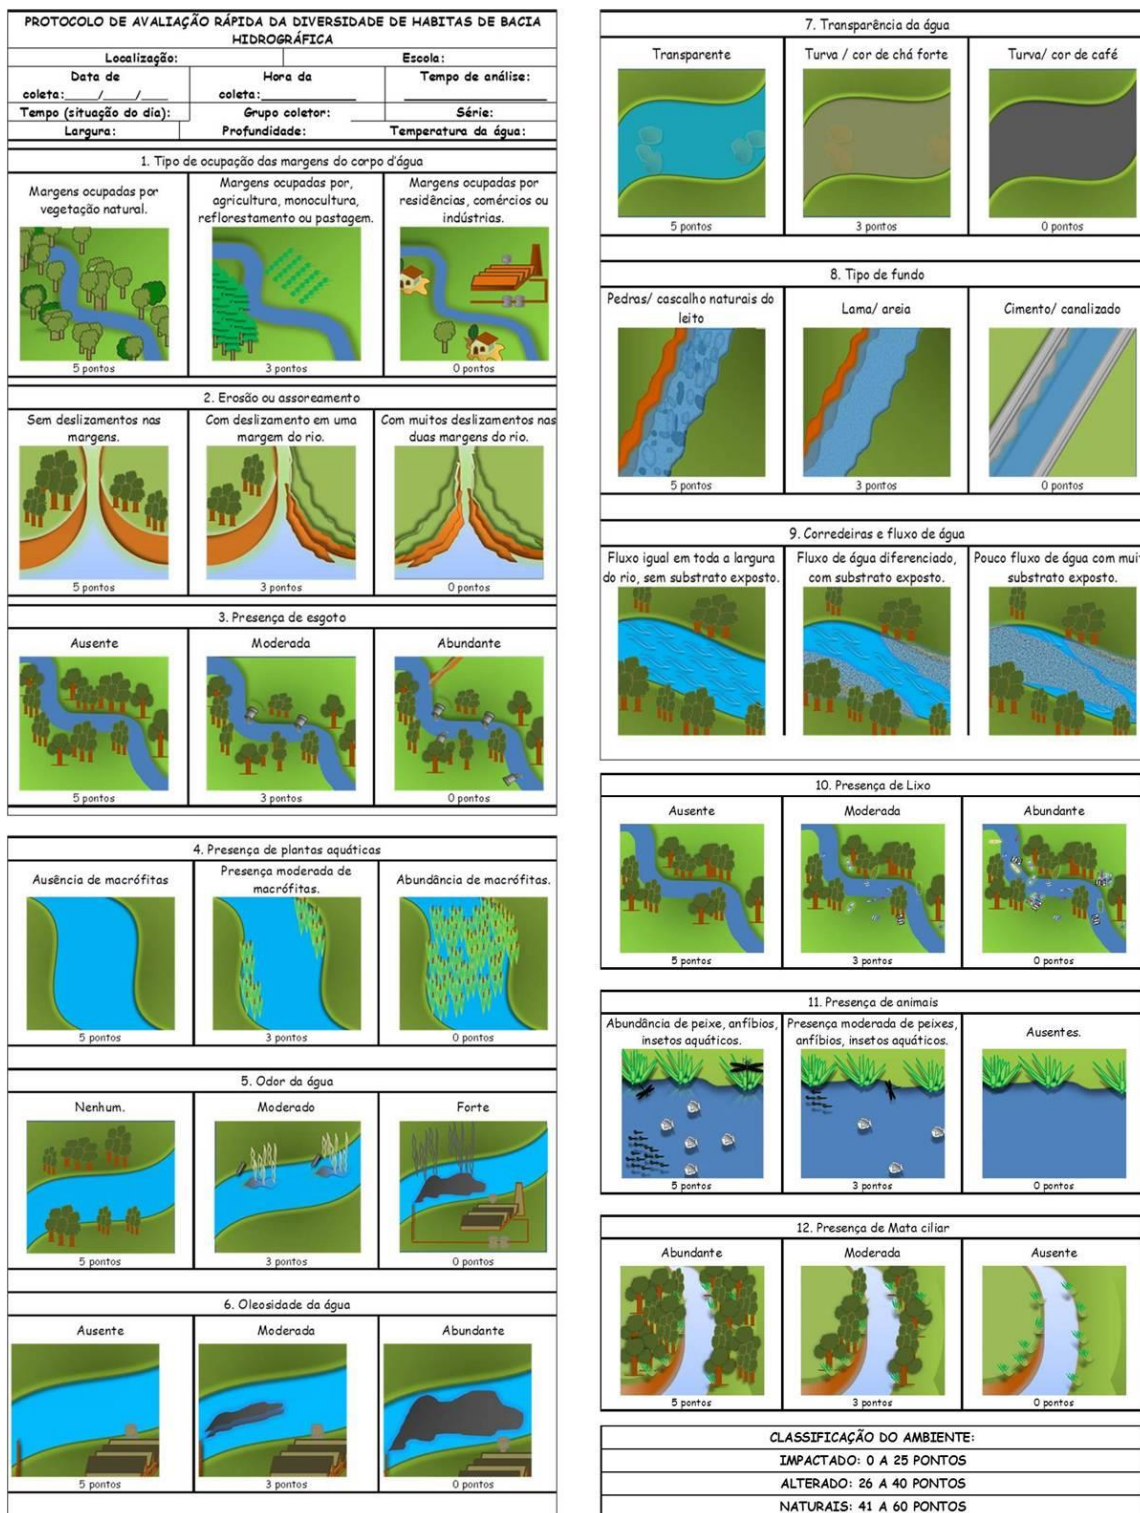 PROTOCOLO DE AVALIAÇÃO RÁPIDA DA DIVERSIDADE DE HABITAS DE BACIA
HIDROGRÁFICA
Localização: Escola:
Data de Hora da Tempo de análise:
coleta:_____/_____/____ coleta:______________ _____________________
Tempo (situação do dia): Grupo coletor: Série:
Largura: Profundidade: Temperatura da água:
1. Tipo de ocupação das margens do corpo d'água
Margens ocupadas por
vegetação natural.
Margens ocupadas por,
agricultura, monocultura,
reflorestamento ou pastagem.
Margens ocupadas por
residências, comércios ou
indústrias.
5 pontos 3 pontos 0 pontos
2. Erosão ou assoreamento
Sem deslizamentos nas
margens.
Com deslizamento em uma
margem do rio.
Com muitos deslizamentos nas
duas margens do rio.
5 pontos 3 pontos 0 pontos
3. Presença de esgoto
Ausente Moderada Abundante
5 pontos 3 pontos 0 pontos
4. Presença de plantas aquáticas
Ausência de macrófitas
Presença moderada de
macrófitas.
Abundância de macrófitas.
5 pontos 3 pontos 0 pontos
5. Odor da água
Nenhum. Moderado Forte
5 pontos 3 pontos 0 pontos
6. Oleosidade da água
Ausente Moderada Abundante
5 pontos 3 pontos 0 pontos
7. Transparência da água
Transparente Turva / cor de chá forte Turva/ cor de café
5 pontos 3 pontos 0 pontos
8. Tipo de fundo
Pedras/ cascalho naturais do
leito
Lama/ areia
Cimento/ canalizado
5 pontos 3 pontos 0 pontos
9. Corredeiras e fluxo de água
Fluxo igual em toda a largura
do rio, sem substrato exposto.
Fluxo de água diferenciado,
com substrato exposto.
Pouco fluxo de água com muit
substrato exposto.
10. Presença de Lixo
Ausente Moderada Abundante
5 pontos 3 pontos 0 pontos
11. Presença de animais
Abundância de peixe, anfíbios,
insetos aquáticos.
Presença moderada de peixes,
anfíbios, insetos aquáticos.
Ausentes.
5 pontos 3 pontos 0 pontos
12. Presença de Mata ciliar
Abundante Moderada Ausente
5 pontos 3 pontos 0 pontos
CLASSIFICAÇÃO DO AMBIENTE:
IMPACTADO: 0 A 25 PONTOS
ALTERADO: 26 A 40 PONTOS
NATURAIS: 41 A 60 PONTOS